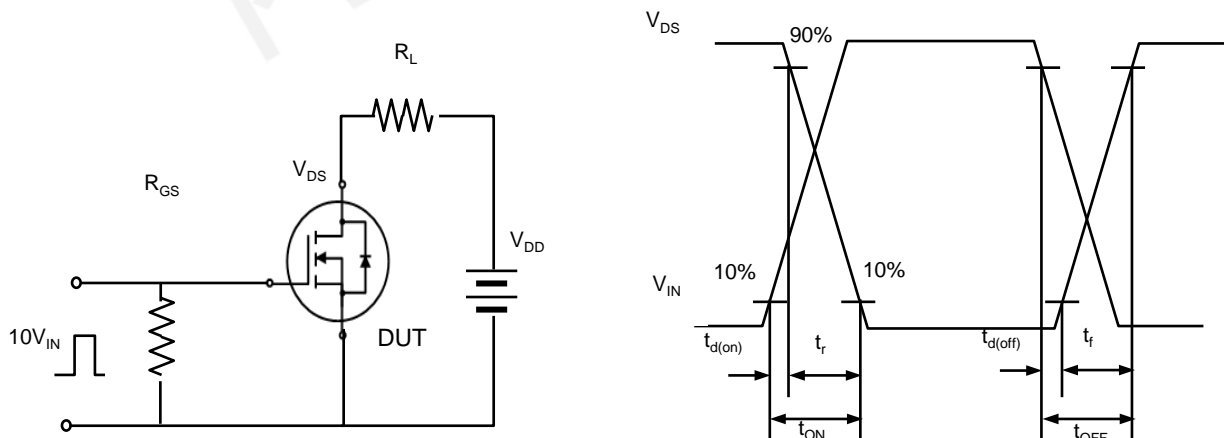 R_L
V_DS
R_GS
V_DD
10V_IN
DUT
V_DS
90%
10%
10%
V_IN
t_d(on)
t_r
t_d(off)
t_f
t_ON
t_OFF